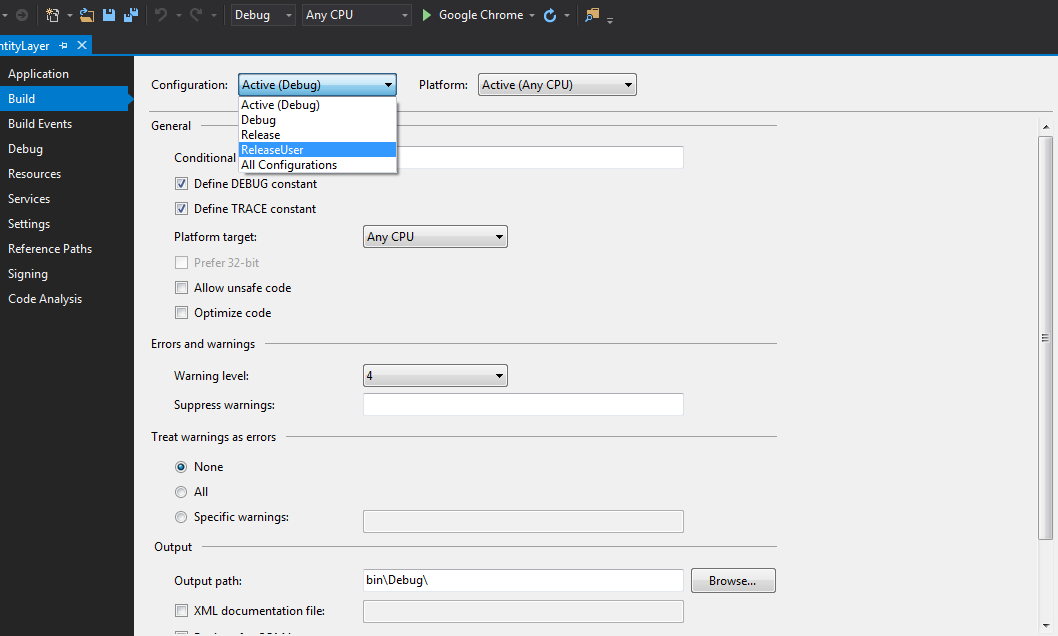 Debug Any CPU Google Chrome
ntityLayer
Application
Build
Build Events
Debug
Resources
Services
Settings
Reference Paths
Signing
Code Analysis
Configuration: Active (Debug) Platform: Active (Any CPU)
Active (Debug)
Debug
Release
ReleaseUser
All Configurations
General
Conditional
Define DEBUG constant
Define TRACE constant
Platform target: Any CPU
Prefer 32-bit
Allow unsafe code
Optimize code
Errors and warnings
Warning level: 4
Suppress warnings:
Treat warnings as errors
None
All
Specific warnings:
Output
Output path: bin\Debug\ Browse...
XML documentation file: